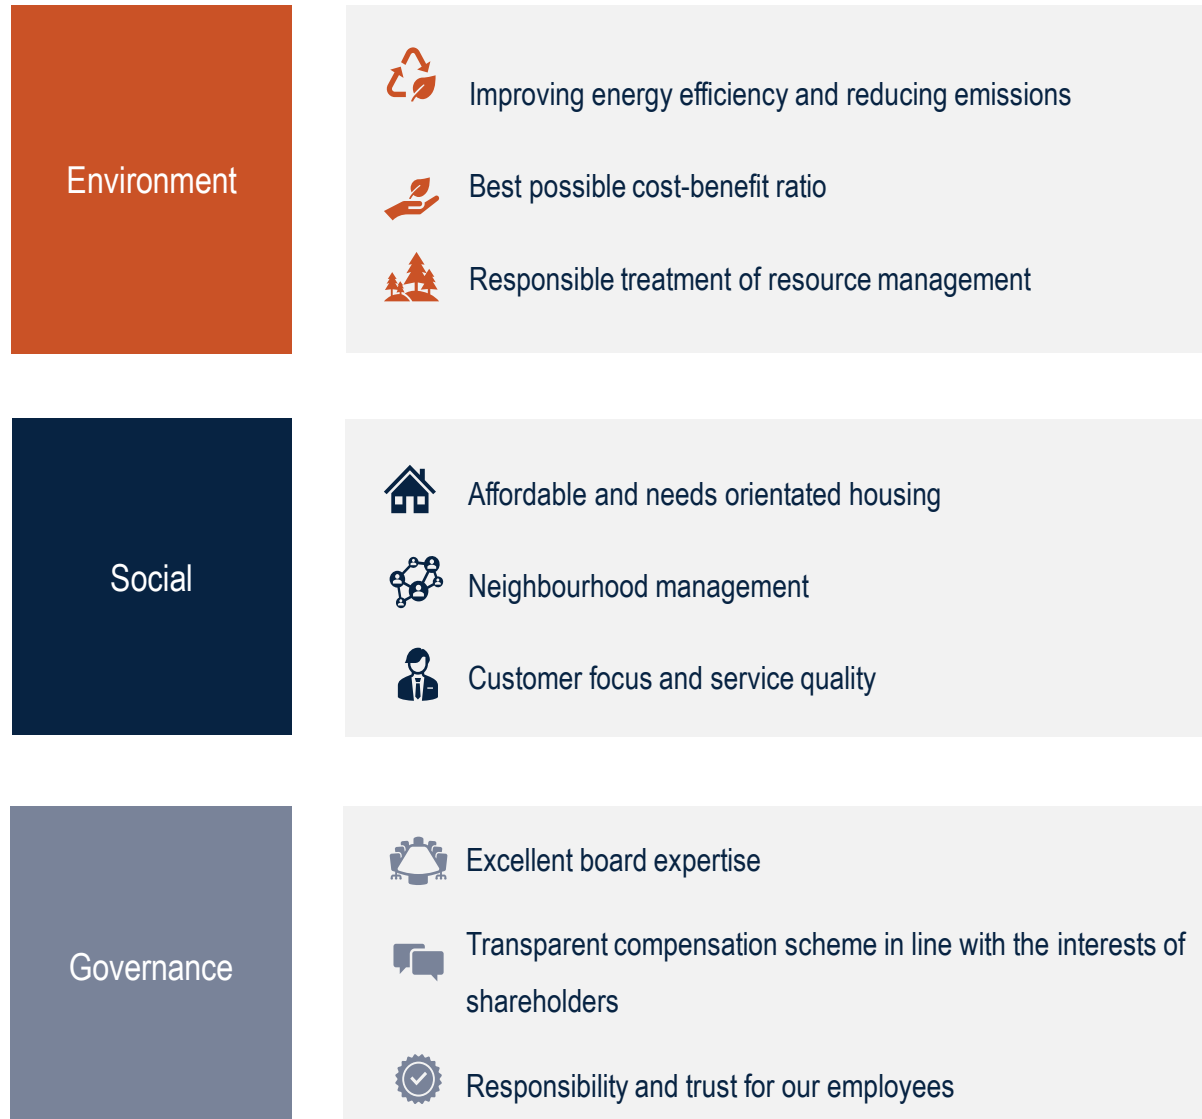 Environment
Improving energy efficiency and reducing emissions
Best possible cost-benefit ratio
Responsible treatment of resource management
Social
Affordable and needs orientated housing
Neighbourhood management
Customer focus and service quality
Governance
Excellent board expertise
Transparent compensation scheme in line with the interests of
shareholders
Responsibility and trust for our employees